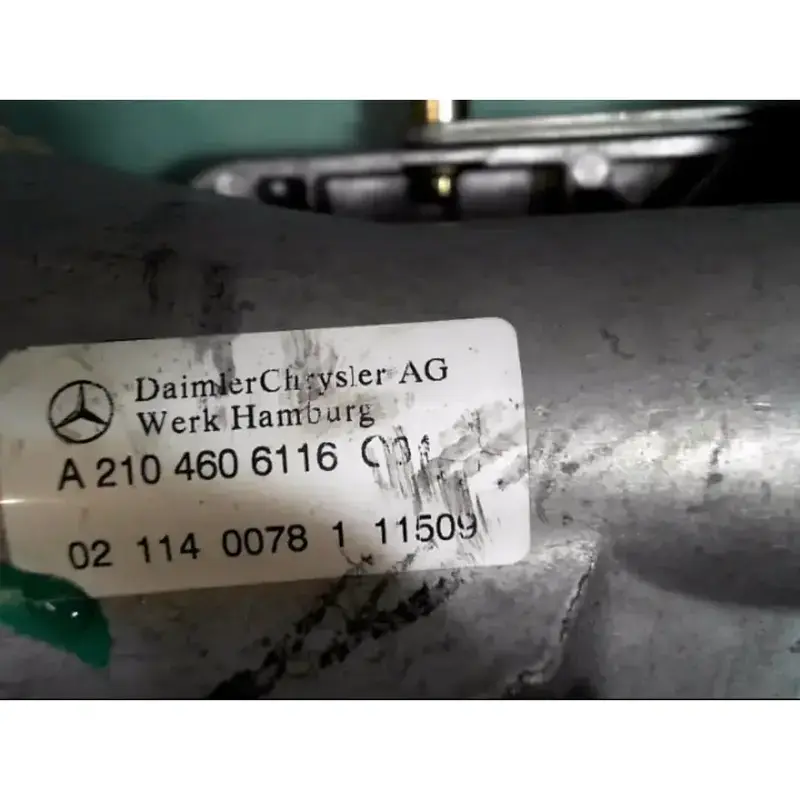 DaimlerChrysler AG
Werk Hamburg
A 210 460 6116
02 114 0078 1 11509